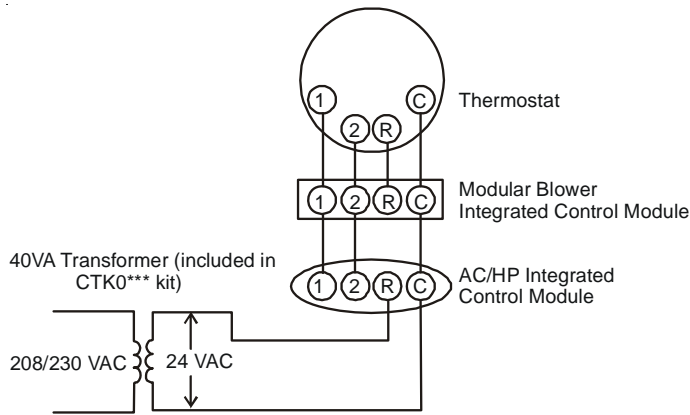 1 C
2 R
Thermostat
1 2 R C
Modular Blower
Integrated Control Module
40VA Transformer (included in
CTK0*** kit)
1 2 R C
AC/HP Integrated
Control Module
208/230 VAC
24 VAC